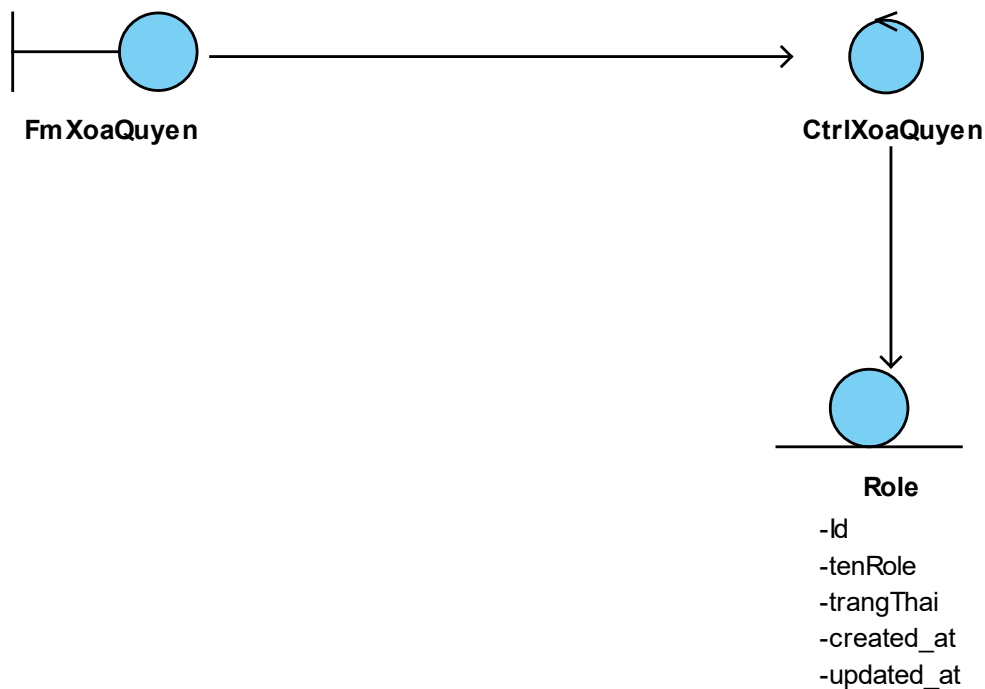 FmXoaQuyen
CtrlXoaQuyen
Role
-Id
-tenRole
-trangThai
-created_at
-updated_at